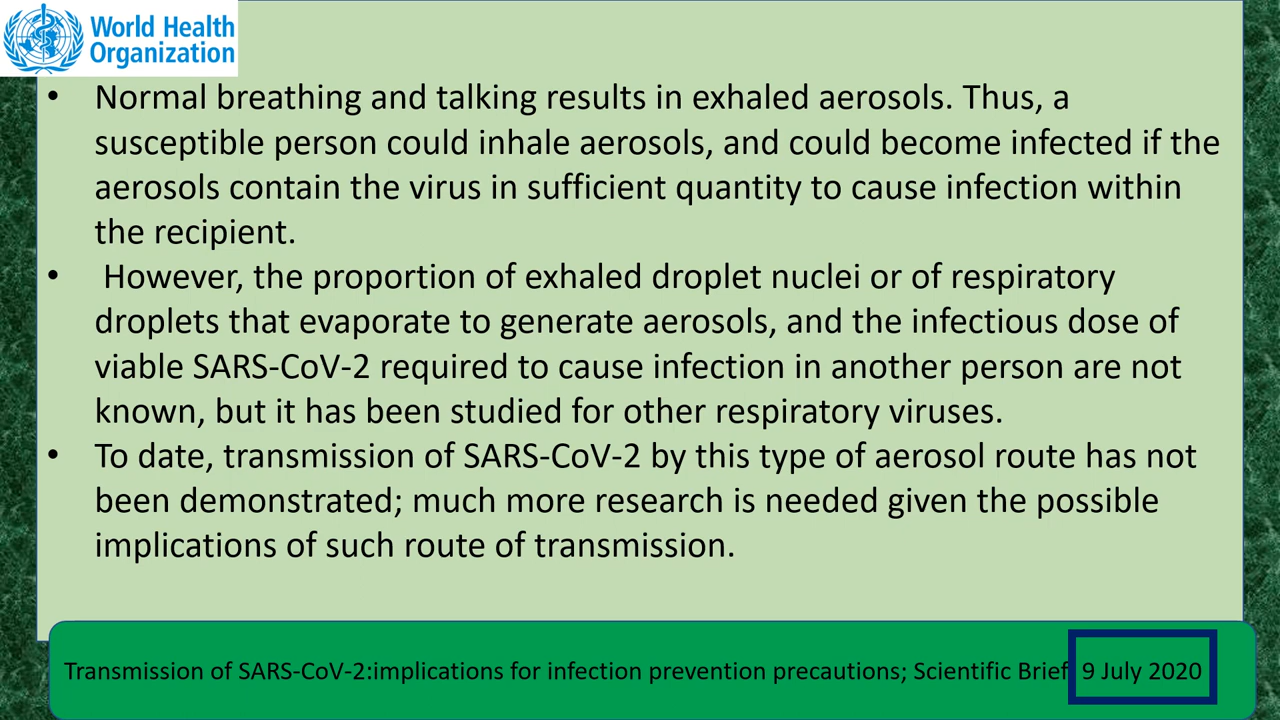 World Health
Organization
• Normal breathing and talking results in exhaled aerosols. Thus, a
susceptible person could inhale aerosols, and could become infected if the
aerosols contain the virus in sufficient quantity to cause infection within
the recipient.
• However, the proportion of exhaled droplet nuclei or of respiratory
droplets that evaporate to generate aerosols, and the infectious dose of
viable SARS-CoV-2 required to cause infection in another person are not
known, but it has been studied for other respiratory viruses.
• To date, transmission of SARS-CoV-2 by this type of aerosol route has not
been demonstrated; much more research is needed given the possible
implications of such route of transmission.
Transmission of SARS-CoV-2:implications for infection prevention precautions; Scientific Brief 9 July 2020